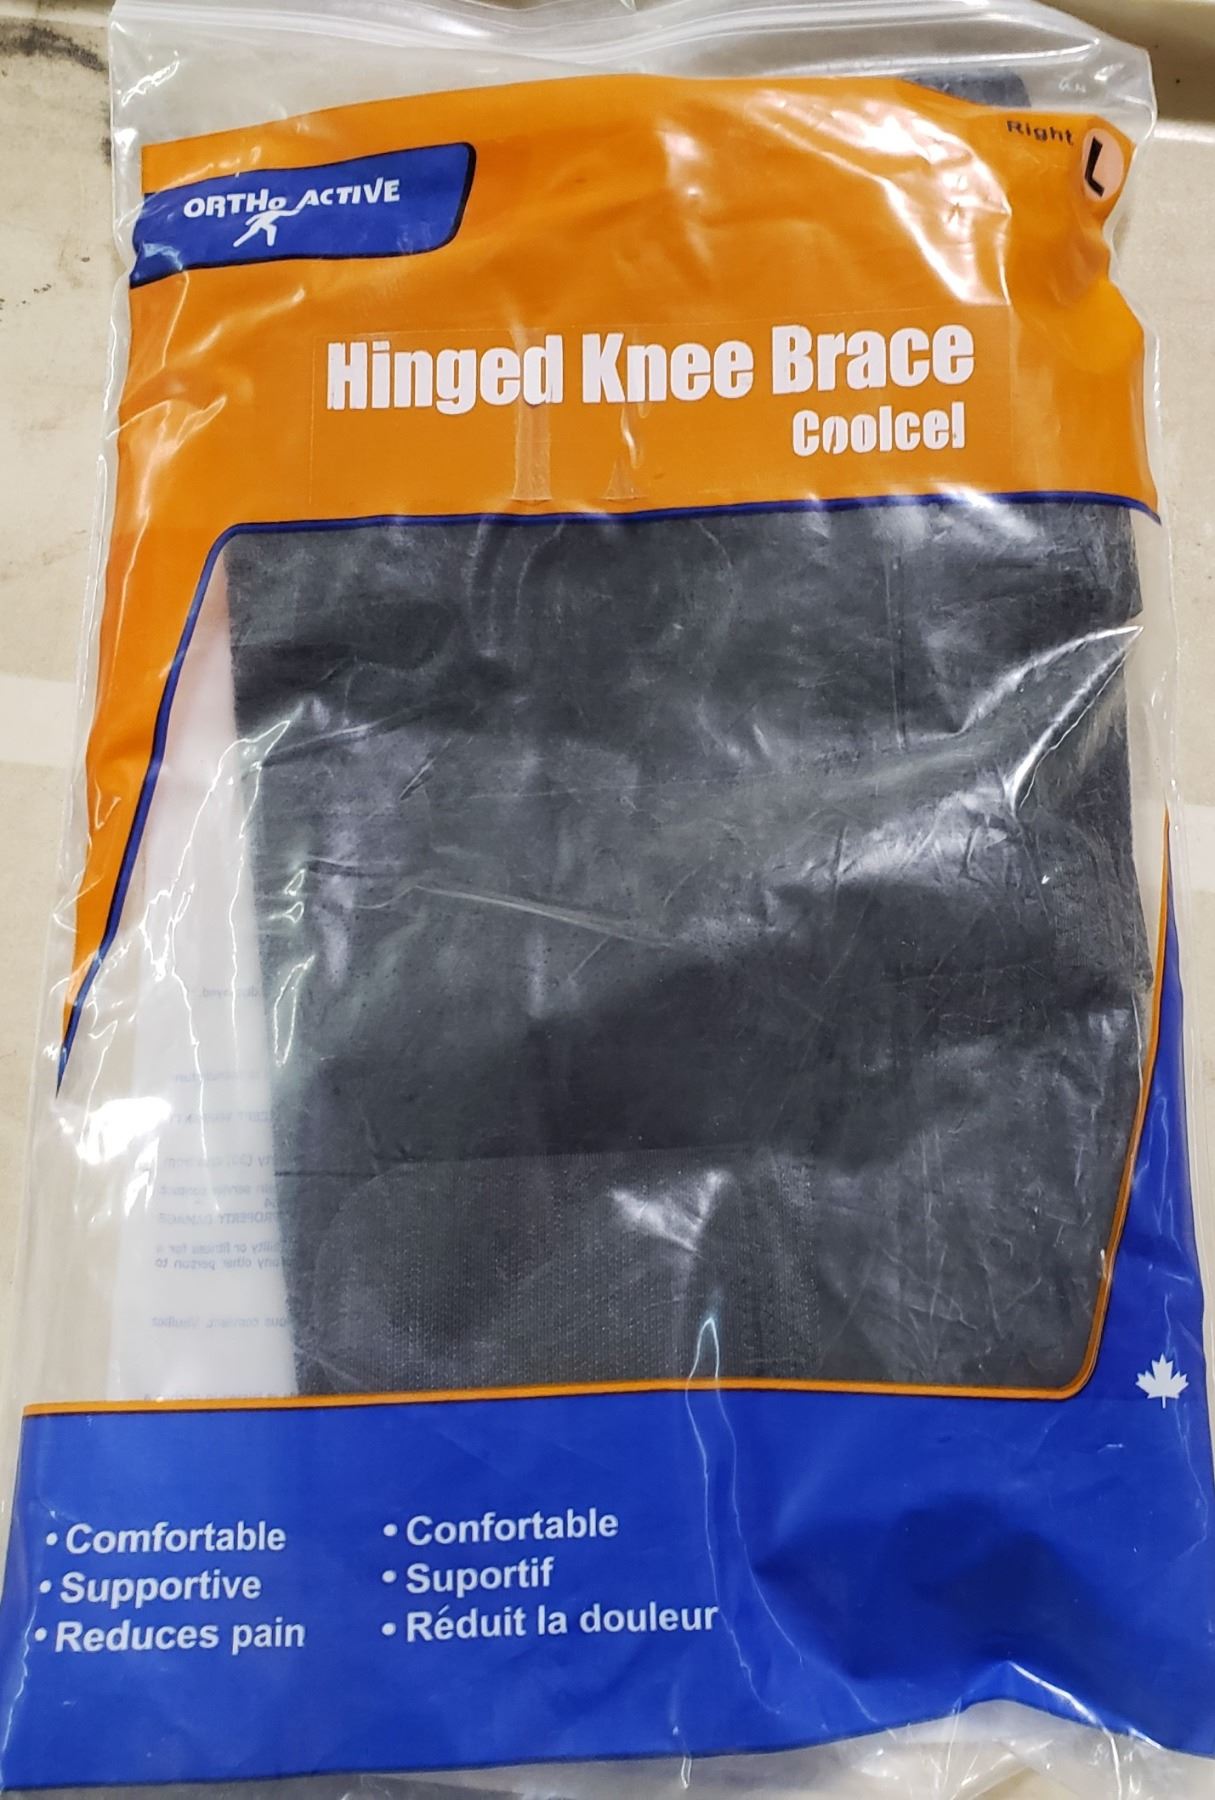 Right L
ORTHO ACTIVE
Hinged Knee Brace
Coolcel
• Comfortable
• Supportive
• Reduces pain
• Confortable
• Suportif
• Réduit la douleur